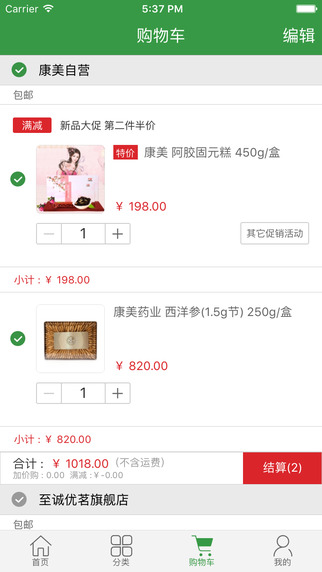 Carrier 5:37 PM
购物车 编辑
康美自营
包邮
满减 新品大促 第二件半价
特价 康美 阿胶固元糕 450g/盒
¥ 198.00
1
其它促销活动
小计：¥ 198.00
康美药业 西洋参(1.5g节) 250g/盒
¥ 820.00
1
小计：¥ 820.00
合计：¥ 1018.00 (不含运费)
加价购 : 0.00 满减 : ¥ -0.00
结算(2)
至诚优茗旗舰店
包邮
首页 分类 购物车 我的